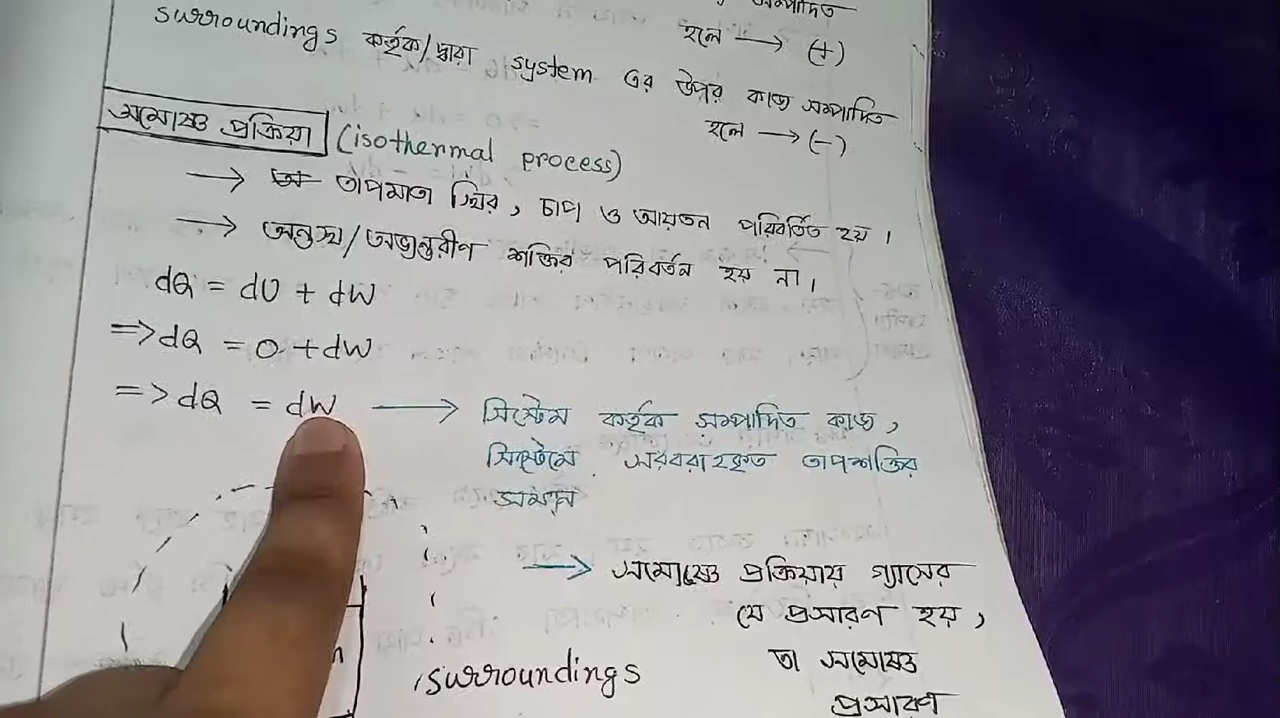 সম্পাদিত
হলে → (+)
surroundings কর্তৃক/দ্বারা system এর উপর কাজ সম্পাদিত
হলে → (-)
সমোষ্ণ প্রক্রিয়া (isothermal process)
→ তাপমাত্রা স্থির, চাপ ও আয়তন পরিবর্তিত হয়।
→ অন্তস্থ/অভ্যন্তরীণ শক্তির পরিবর্তন হয় না।
dQ = dU + dW
=> dQ = 0 + dW
=> dQ = dW → সিস্টেম কর্তৃক সম্পাদিত কাজ,
সিস্টেমে সরবরাহকৃত তাপশক্তির
সমান
→ সমোষ্ণ প্রক্রিয়ায় গ্যাসের
যে প্রসারণ হয়,
তা সমোষ্ণ
surroundings
প্রসারণ